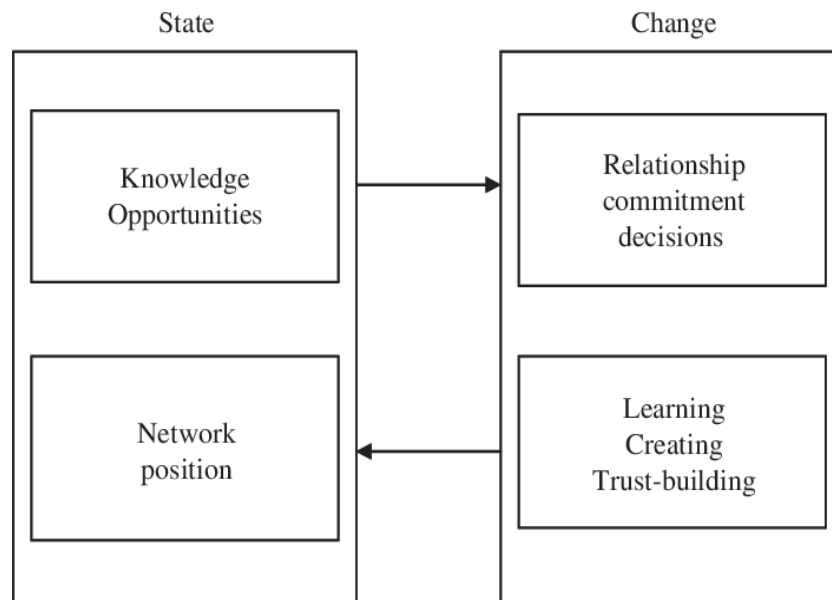 State
Change
Knowledge
Opportunities
Relationship
commitment
decisions
Network
position
Learning
Creating
Trust-building